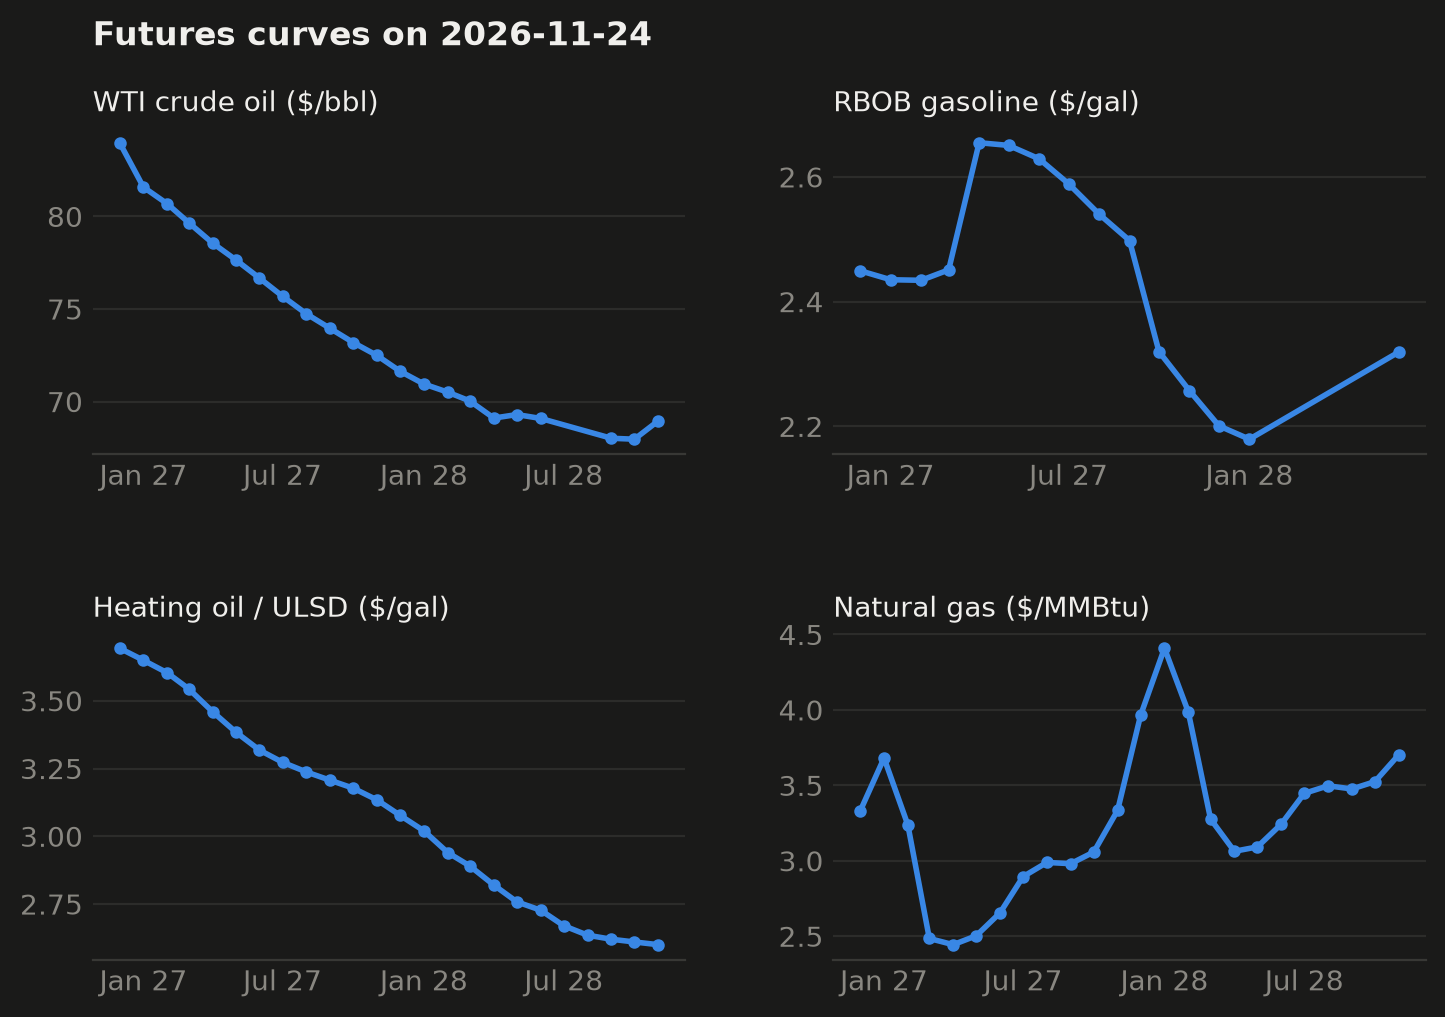 Futures curves on 2026-11-24
WTI crude oil ($/bbl)
80
75
70
Jan 27 Jul 27 Jan 28 Jul 28
RBOB gasoline ($/gal)
2.6
2.4
2.2
Jan 27 Jul 27 Jan 28
Heating oil / ULSD ($/gal)
3.50
3.25
3.00
2.75
Jan 27 Jul 27 Jan 28 Jul 28
Natural gas ($/MMBtu)
4.5
4.0
3.5
3.0
2.5
Jan 27 Jul 27 Jan 28 Jul 28